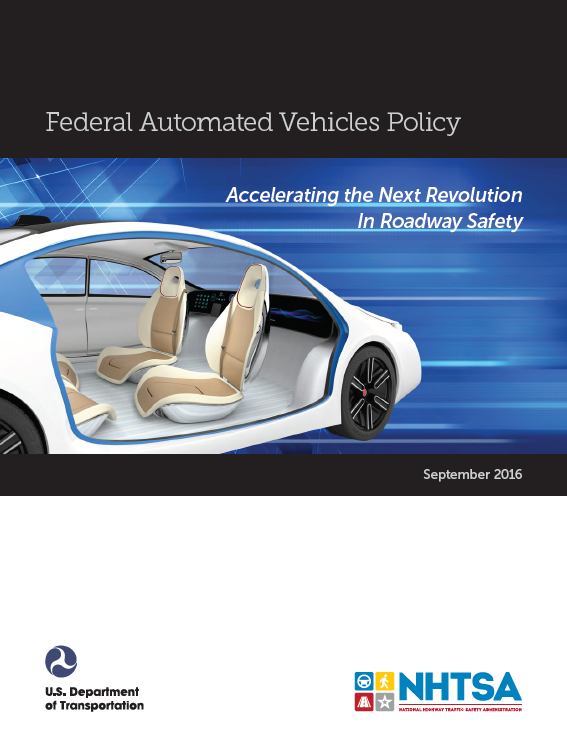 Federal Automated Vehicles Policy
Accelerating the Next Revolution
In Roadway Safety
September 2016
U.S. Department
of Transportation
NHTSA
NATIONAL HIGHWAY TRAFFIC SAFETY ADMINISTRATION